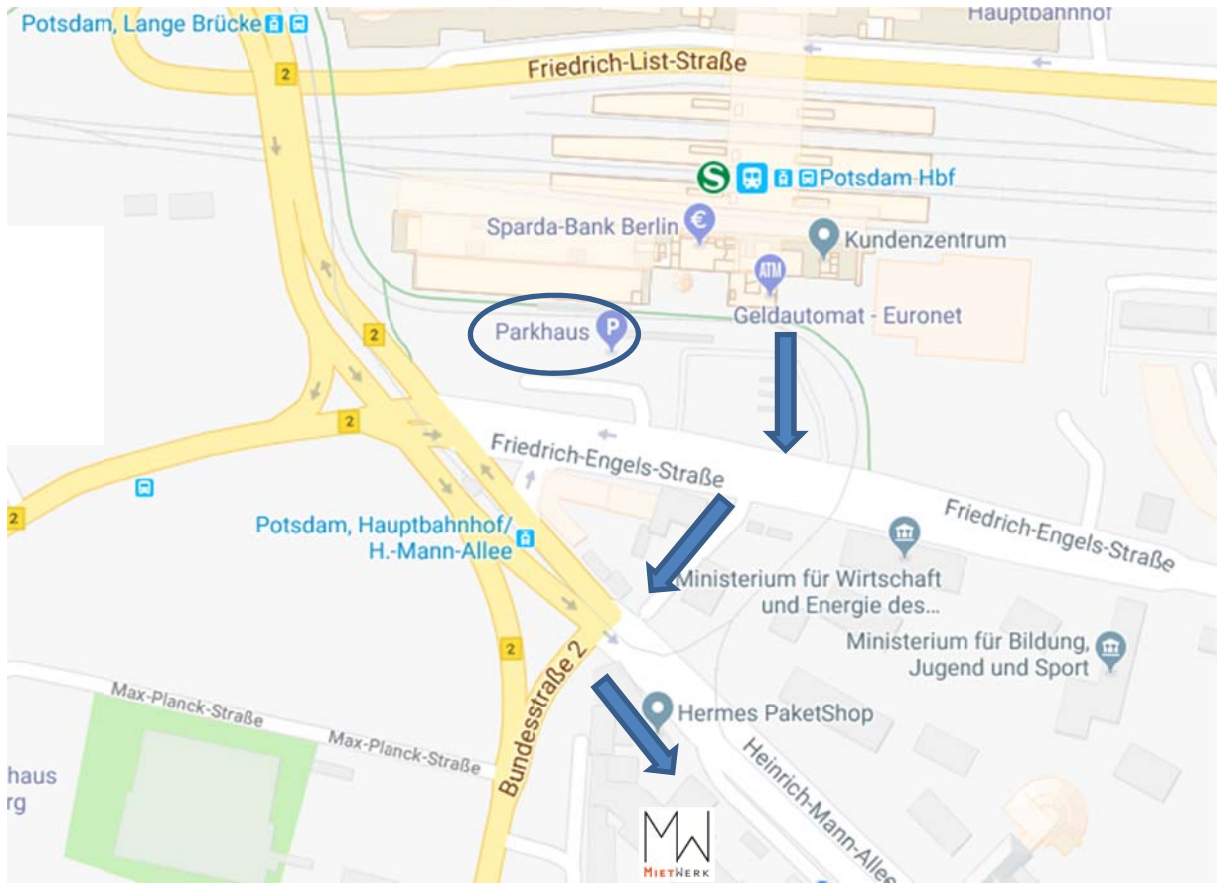 Potsdam, Lange Brücke
Hauptbahnhof
Friedrich-List-Straße
2
Potsdam Hbf
S
Sparda-Bank Berlin
€
Kundenzentrum
ATM
Geldautomat - Euronet
Parkhaus P
2
2
Friedrich-Engels-Straße
2
Friedrich-Engels-Straße
Potsdam, Hauptbahnhof/
H.-Mann-Allee
Ministerium für Wirtschaft
und Energie des...
Ministerium für Bildung,
Jugend und Sport
2
Bundesstraße 2
Max-Planck-Straße
Max-Planck-Straße
Hermes PaketShop
Heinrich-Mann-Allee
haus
rg
MW
MIETWERK